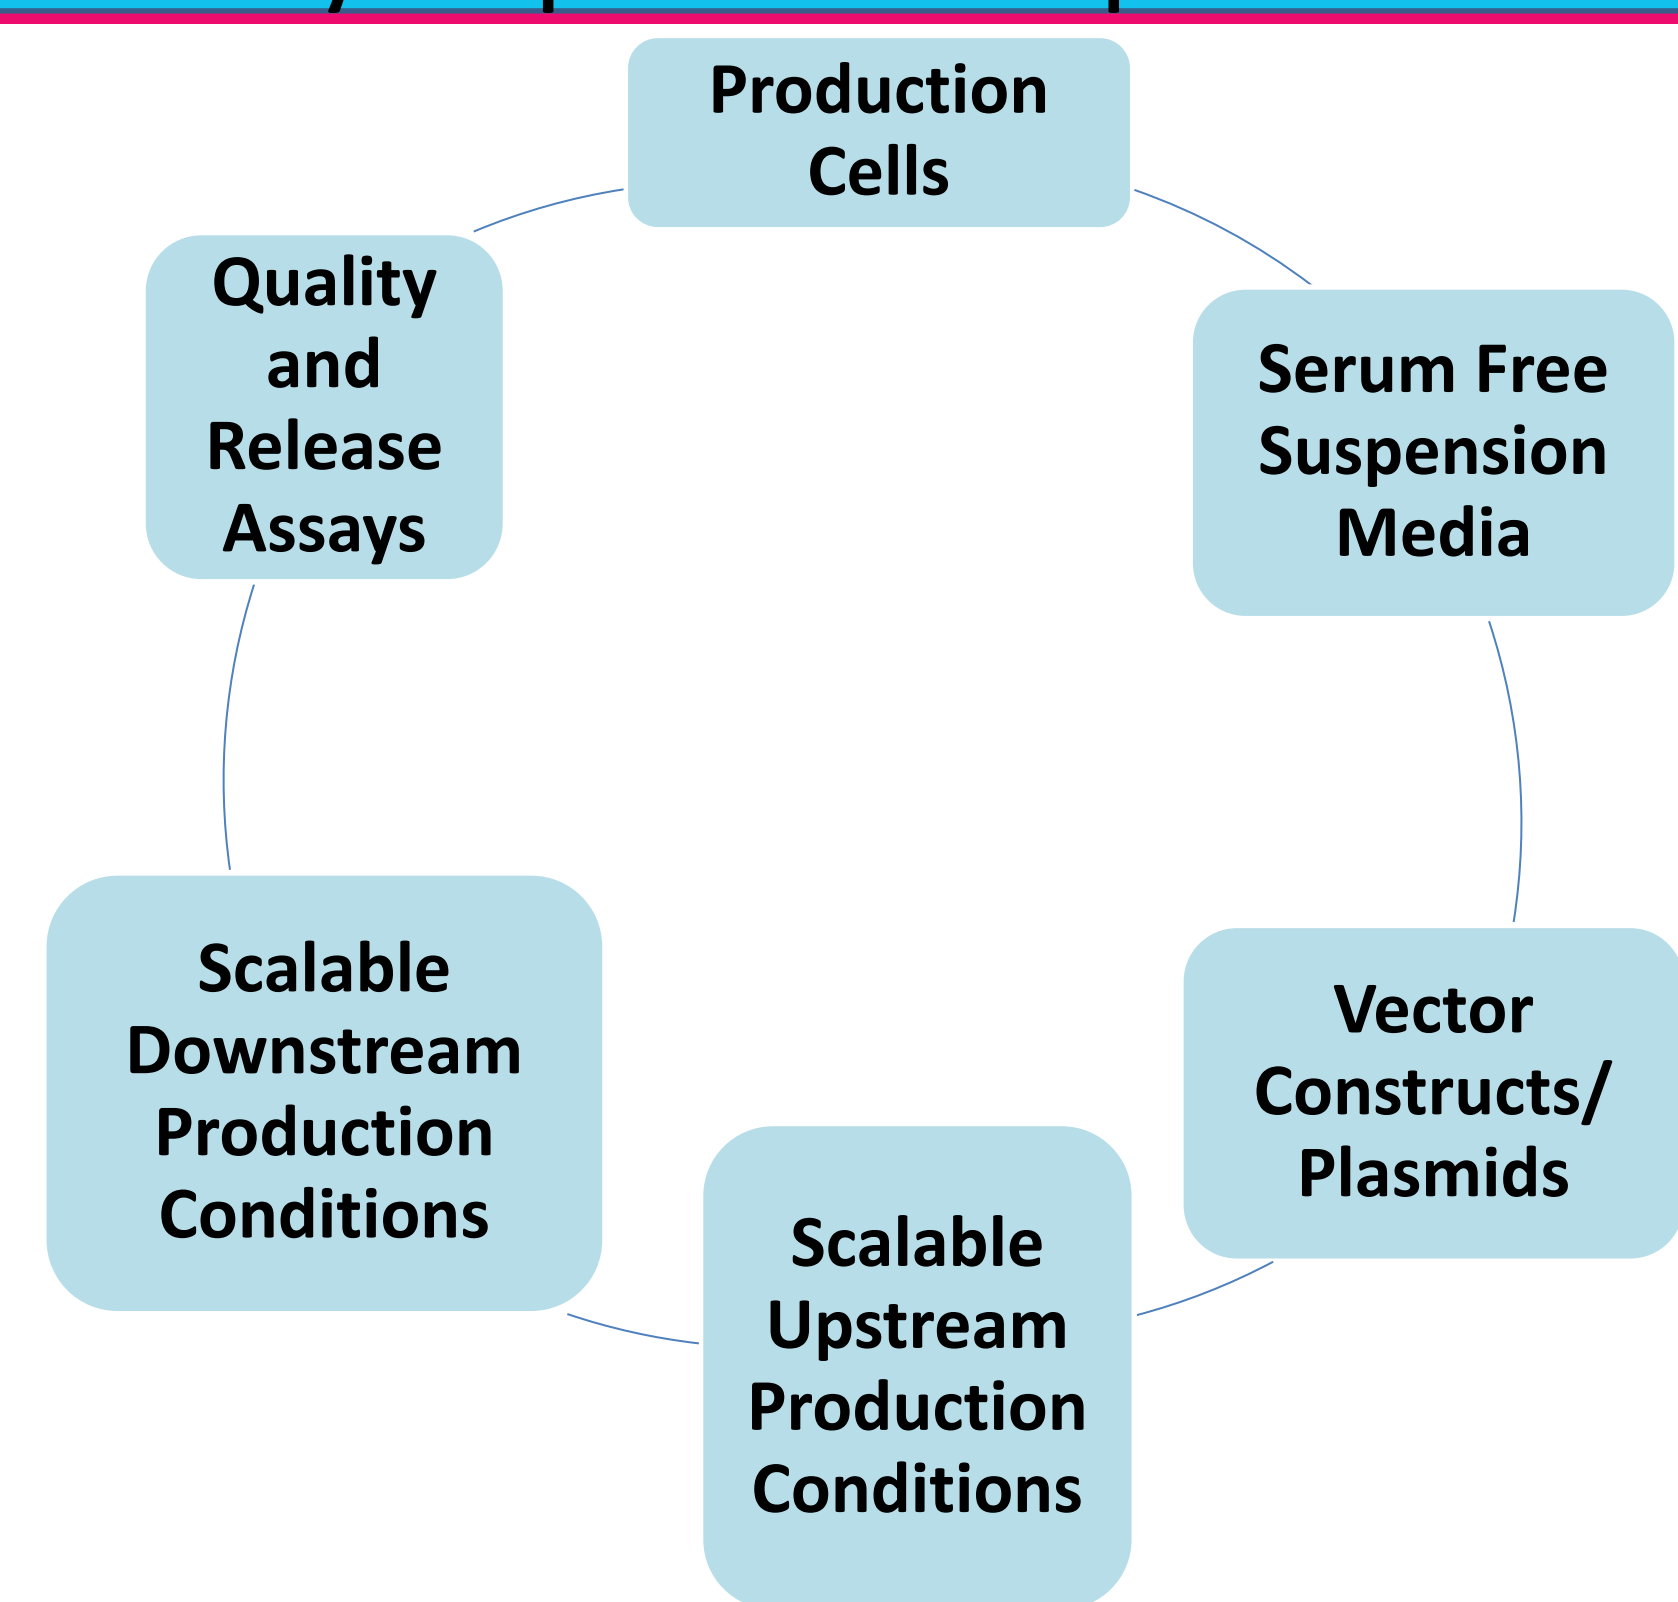 Production
Cells
Serum Free
Suspension
Media
Vector
Constructs/
Plasmids
Scalable
Upstream
Production
Conditions
Scalable
Downstream
Production
Conditions
Quality
and
Release
Assays